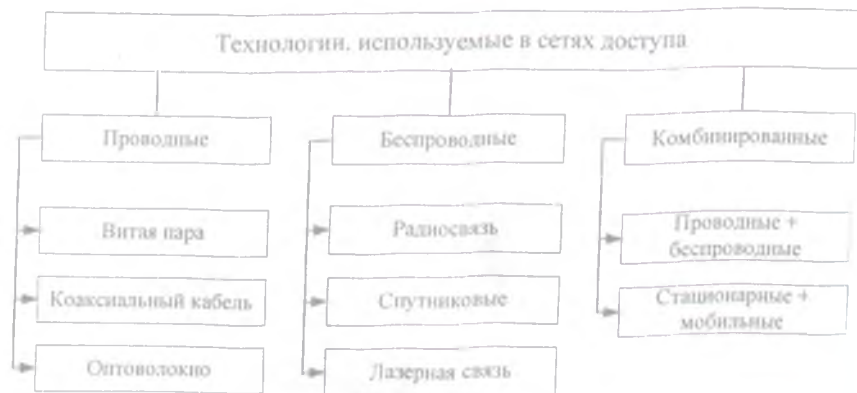 Технологии, используемые в сетях доступа
Проводные
Беспроводные
Комбинированные
Витая пара
Коаксиальный кабель
Оптоволокно
Радиосвязь
Спутниковые
Лазерная связь
Проводные +
беспроводные
Стационарные +
мобильные